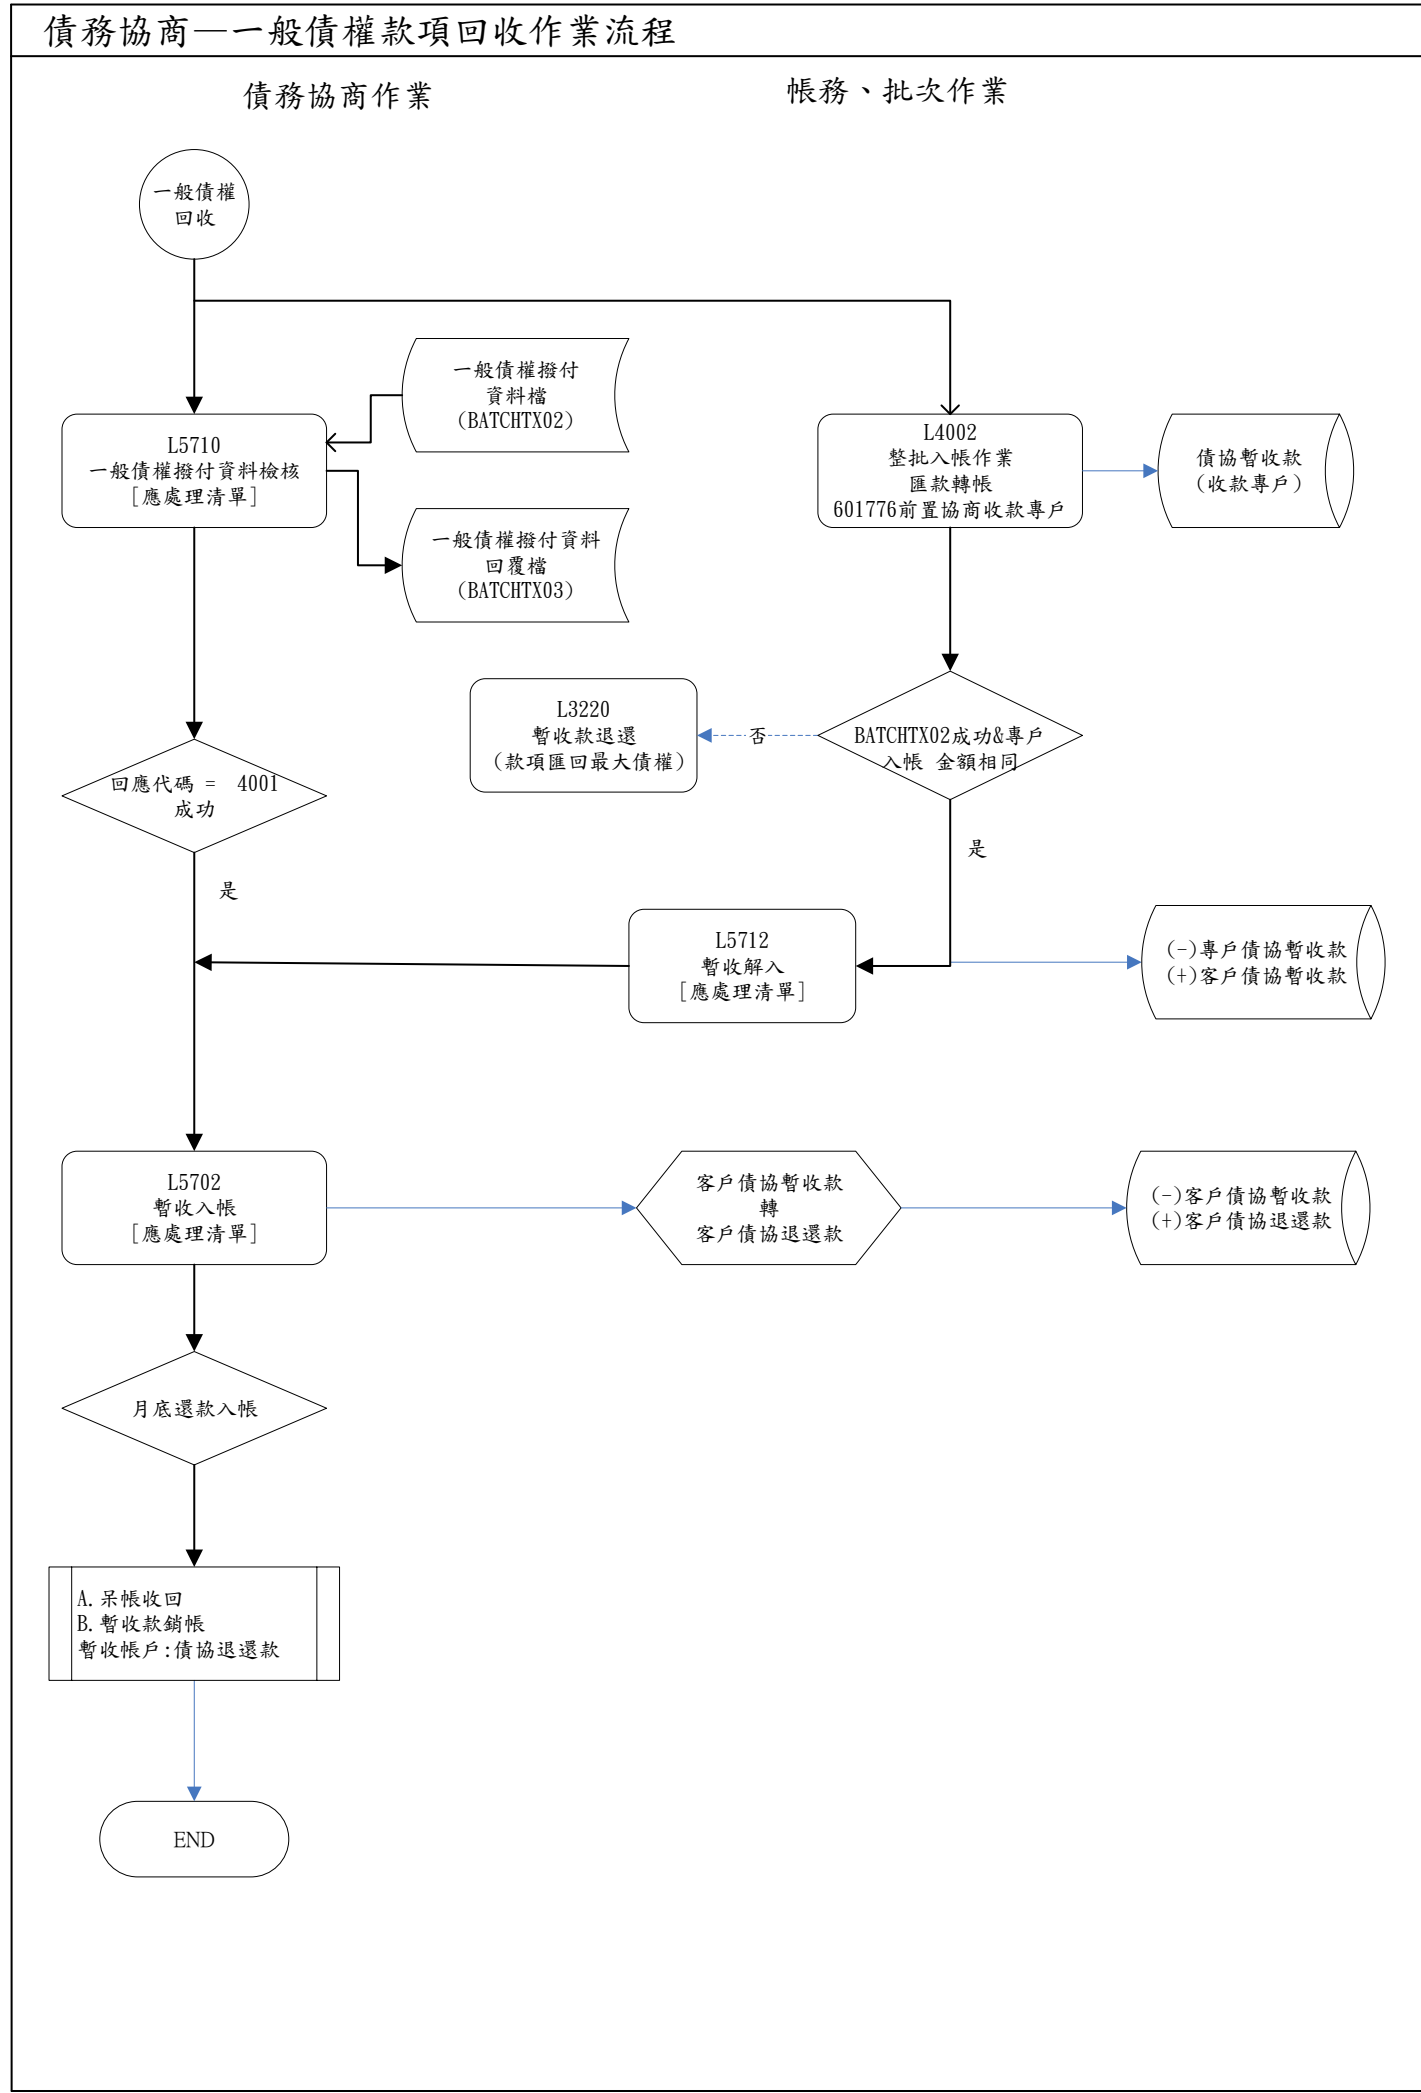 債務協商—一般債權款項回收作業流程
債務協商作業
帳務、批次作業
一般債權
回收
一般債權撥付
資料檔
(BATCHTX02)
L5710
一般債權撥付資料檢核
[應處理清單]
L4002
整批入帳作業
匯款轉帳
601776前置協商收款專戶
債協暫收款
(收款專戶)
一般債權撥付資料
回覆檔
(BATCHTX03)
L3220
暫收款退還
(款項匯回最大債權)
否
BATCHTX02成功&專戶
入帳 金額相同
回應代碼 = 4001
成功
是
是
L5712
暫收解入
[應處理清單]
(-)專戶債協暫收款
(+)客戶債協暫收款
L5702
暫收入帳
[應處理清單]
客戶債協暫收款
轉
客戶債協退還款
(-)客戶債協暫收款
(+)客戶債協退還款
月底還款入帳
A.呆帳收回
B.暫收款銷帳
暫收帳戶:債協退還款
END